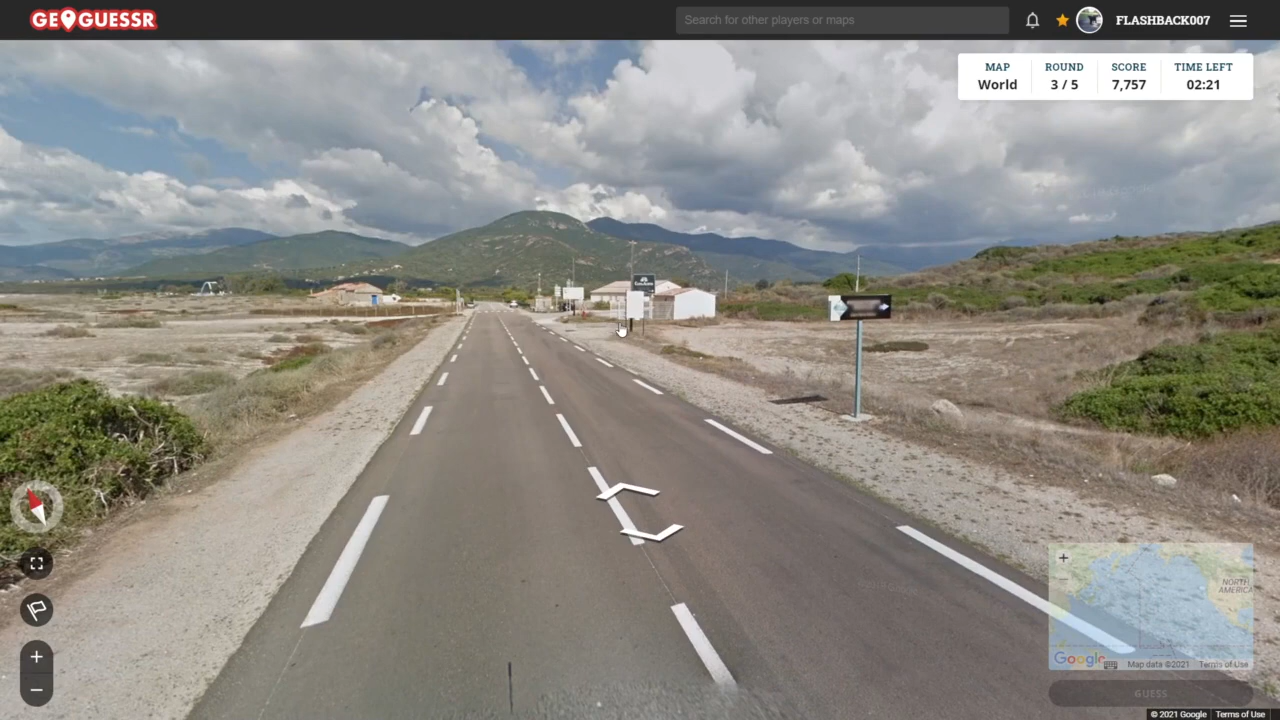 GEOGUESSR
Search for other players or maps
FLASHBACK007
MAP
World
ROUND
3 / 5
SCORE
7,757
TIME LEFT
02:21
+
−
+
NORTH
AMERICA
Google
Map data ©2021
Terms of Use
GUESS
© 2021 Google
Terms of Use